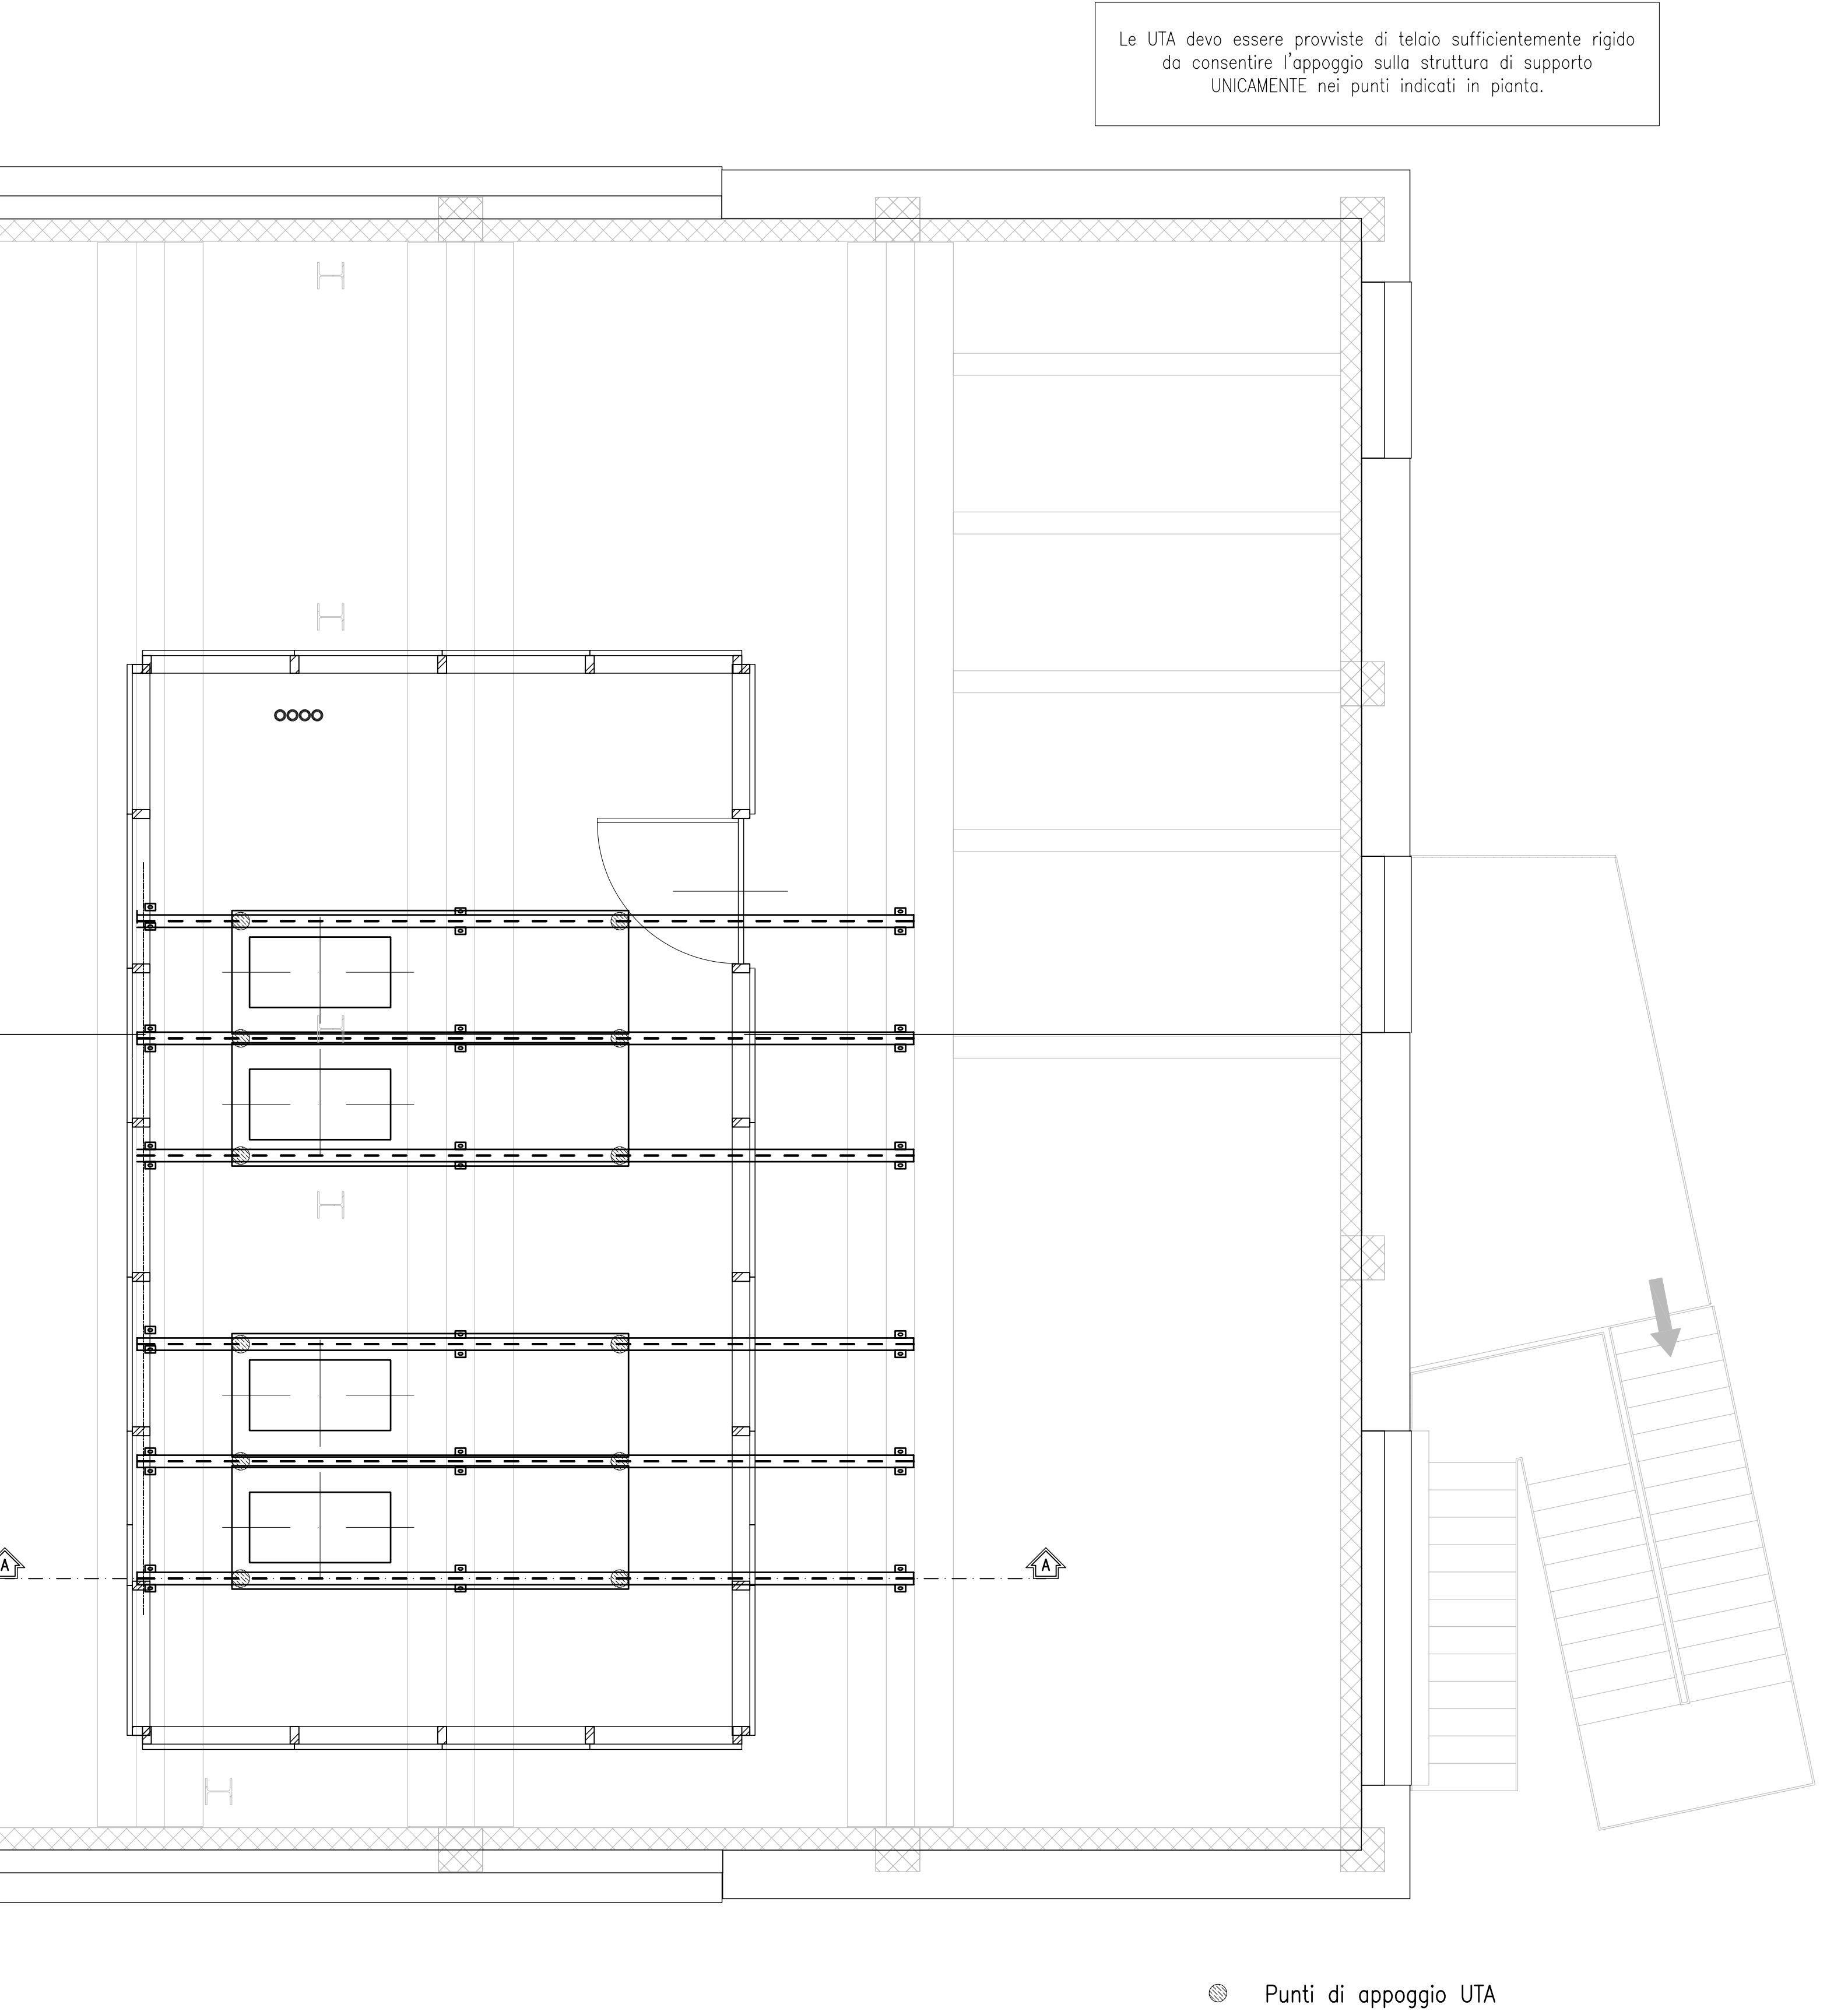 Le UTA devo essere provviste di telaio sufficientemente rigido
da consentire l'appoggio sulla struttura di supporto
UNICAMENTE nei punti indicati in pianta.
A
A
Punti di appoggio UTA